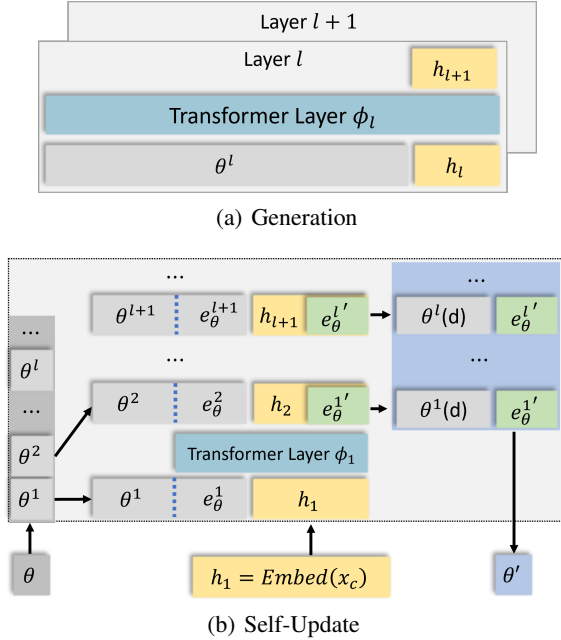 Layer l + 1
Layer l
h_{l+1}
Transformer Layer ϕ_l
θ^l h_l
(a) Generation
... ...
θ^{l+1} e_θ^{l+1} h_{l+1} e_θ^{l}′ θ^l(d) e_θ^{l}′
...
θ^l
... ... ...
θ^2 θ^2 e_θ^2 h_2 e_θ^{1}′ θ^1(d) e_θ^{1}′
Transformer Layer ϕ_1
θ^1 θ^1 e_θ^1 h_1
θ h_1 = Embed(x_c) θ′
(b) Self-Update